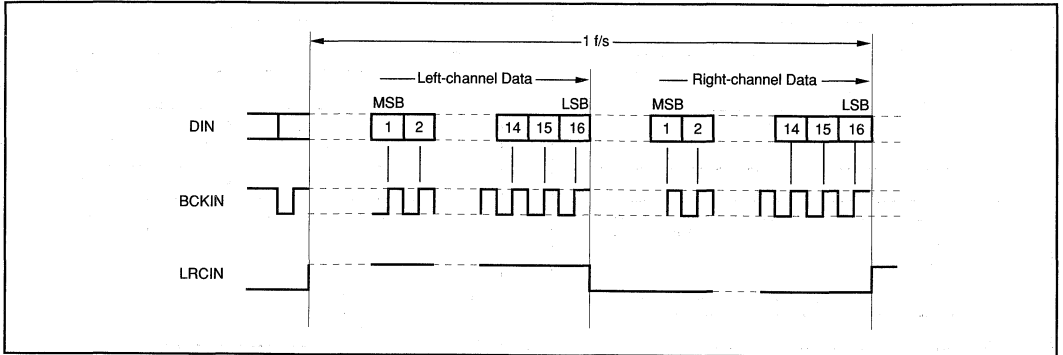 1 f/s
Left-channel Data
Right-channel Data
MSB
LSB
MSB
LSB
DIN
1
2
14
15
16
1
2
14
15
16
BCKIN
LRCIN